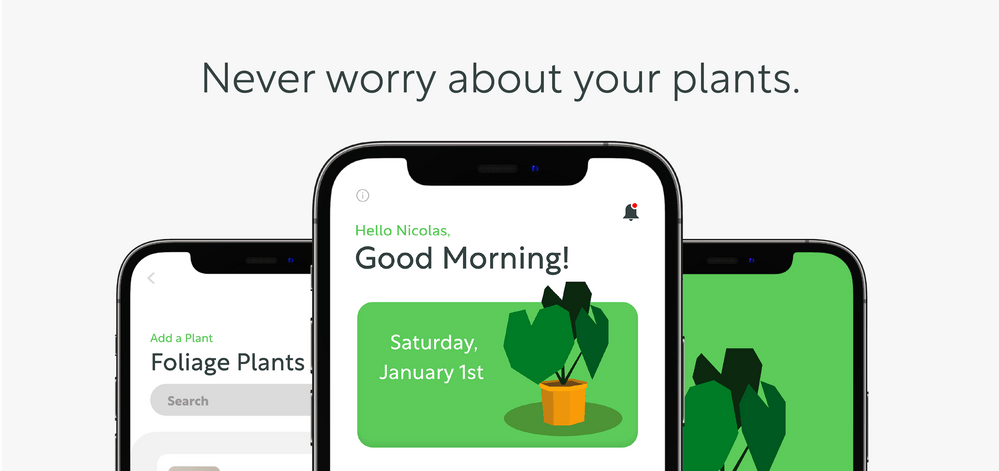 Never worry about your plants.
Hello Nicolas,
Good Morning!
Saturday,
January 1st
Add a Plant
Foliage Plants
Search